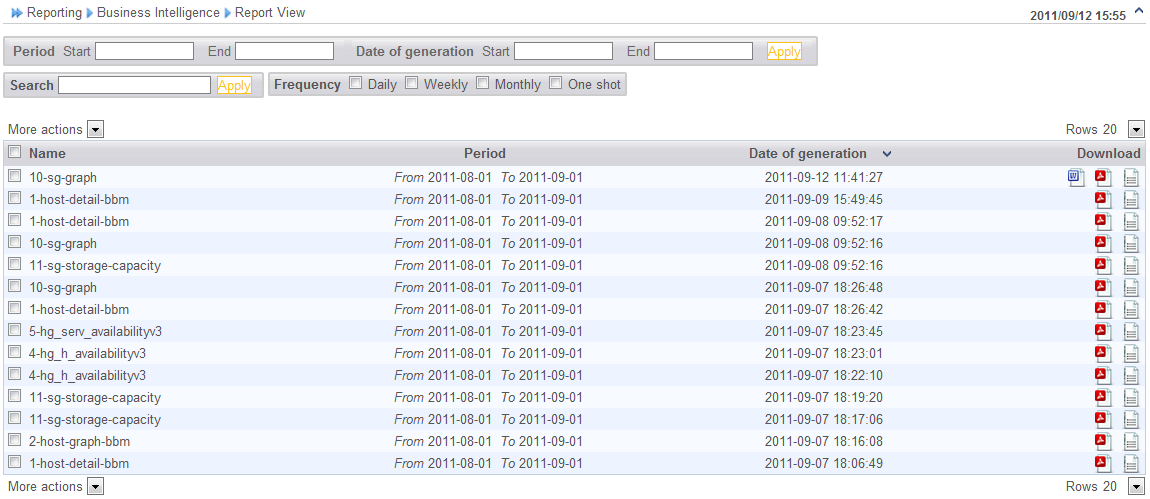 Reporting Business Intelligence Report View 2011/09/12 15:55
Period Start End Date of generation Start End Apply
Search Apply Frequency Daily Weekly Monthly One shot
More actions Rows 20
Name Period Date of generation Download
10-sg-graph From 2011-08-01 To 2011-09-01 2011-09-12 11:41:27
1-host-detail-bbm From 2011-08-01 To 2011-09-01 2011-09-09 15:49:45
1-host-detail-bbm From 2011-08-01 To 2011-09-01 2011-09-08 09:52:17
10-sg-graph From 2011-08-01 To 2011-09-01 2011-09-08 09:52:16
11-sg-storage-capacity From 2011-08-01 To 2011-09-01 2011-09-08 09:52:16
10-sg-graph From 2011-08-01 To 2011-09-01 2011-09-07 18:26:48
1-host-detail-bbm From 2011-08-01 To 2011-09-01 2011-09-07 18:26:42
5-hg_serv_availabilityv3 From 2011-08-01 To 2011-09-01 2011-09-07 18:23:45
4-hg_h_availabilityv3 From 2011-08-01 To 2011-09-01 2011-09-07 18:23:01
4-hg_h_availabilityv3 From 2011-08-01 To 2011-09-01 2011-09-07 18:22:10
11-sg-storage-capacity From 2011-08-01 To 2011-09-01 2011-09-07 18:19:20
11-sg-storage-capacity From 2011-08-01 To 2011-09-01 2011-09-07 18:17:06
2-host-graph-bbm From 2011-08-01 To 2011-09-01 2011-09-07 18:16:08
1-host-detail-bbm From 2011-08-01 To 2011-09-01 2011-09-07 18:06:49
More actions Rows 20